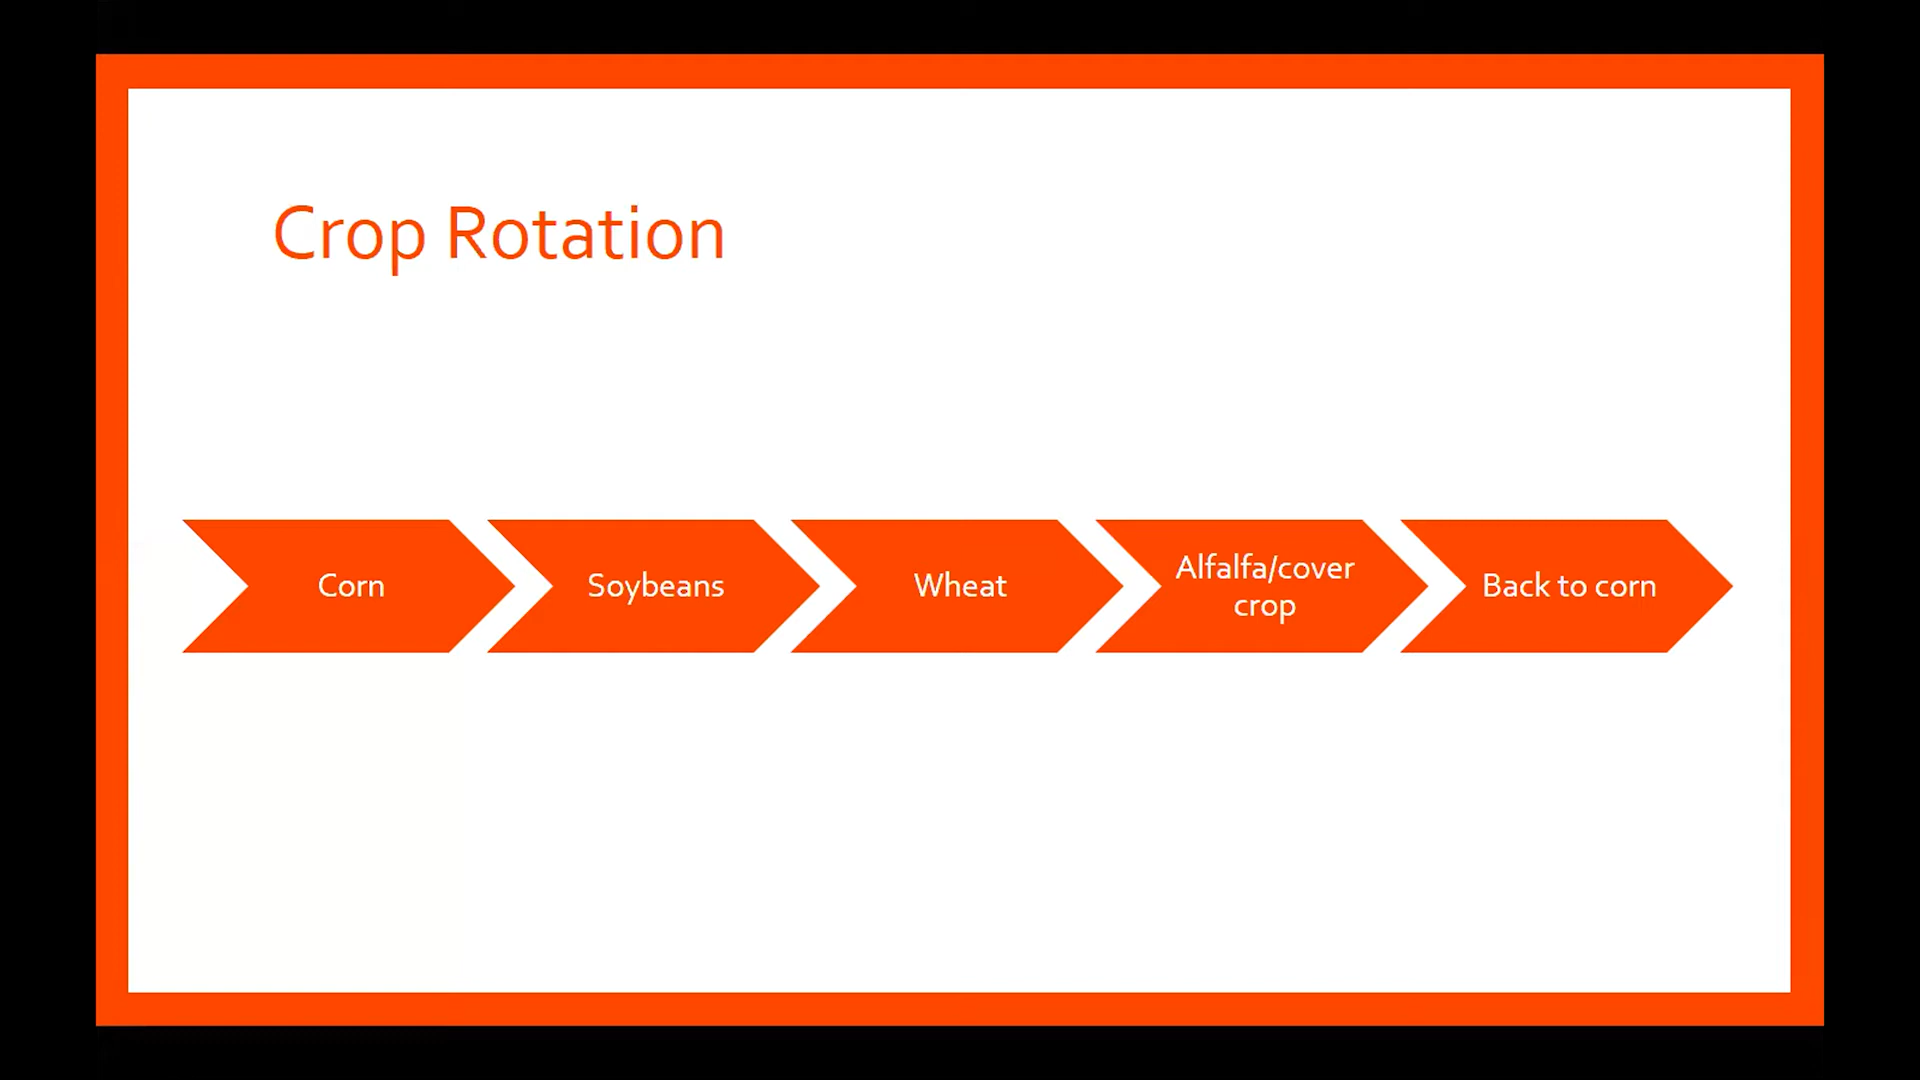 Crop Rotation
Corn
Soybeans
Wheat
Alfalfa/cover
crop
Back to corn